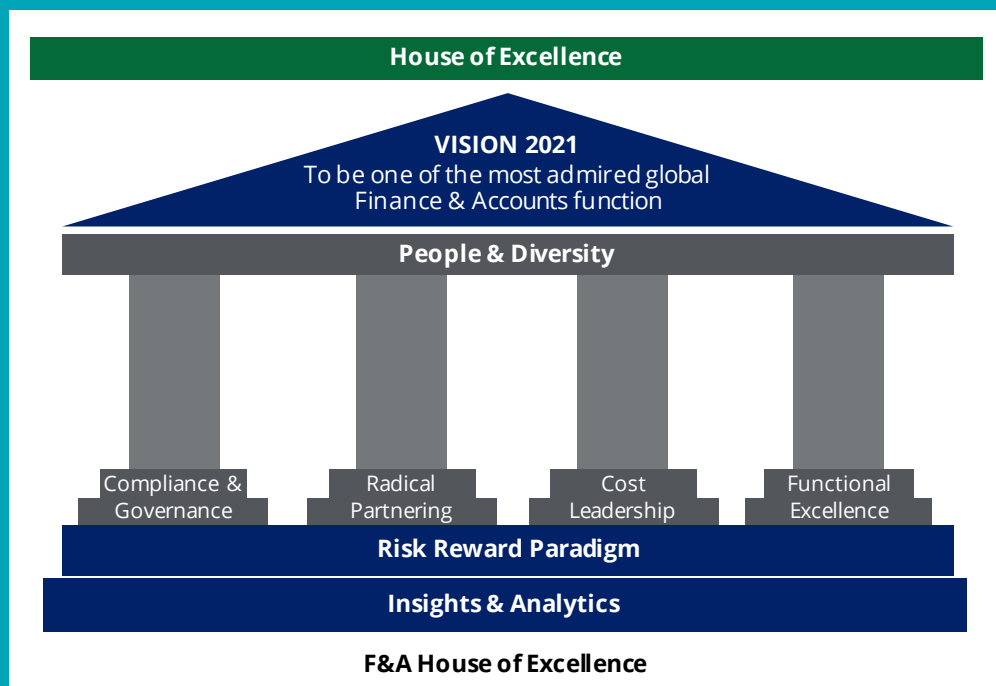 House of Excellence
VISION 2021
To be one of the most admired global
Finance & Accounts function
People & Diversity
Compliance &
Governance
Radical
Partnering
Cost
Leadership
Functional
Excellence
Risk Reward Paradigm
Insights & Analytics
F&A House of Excellence